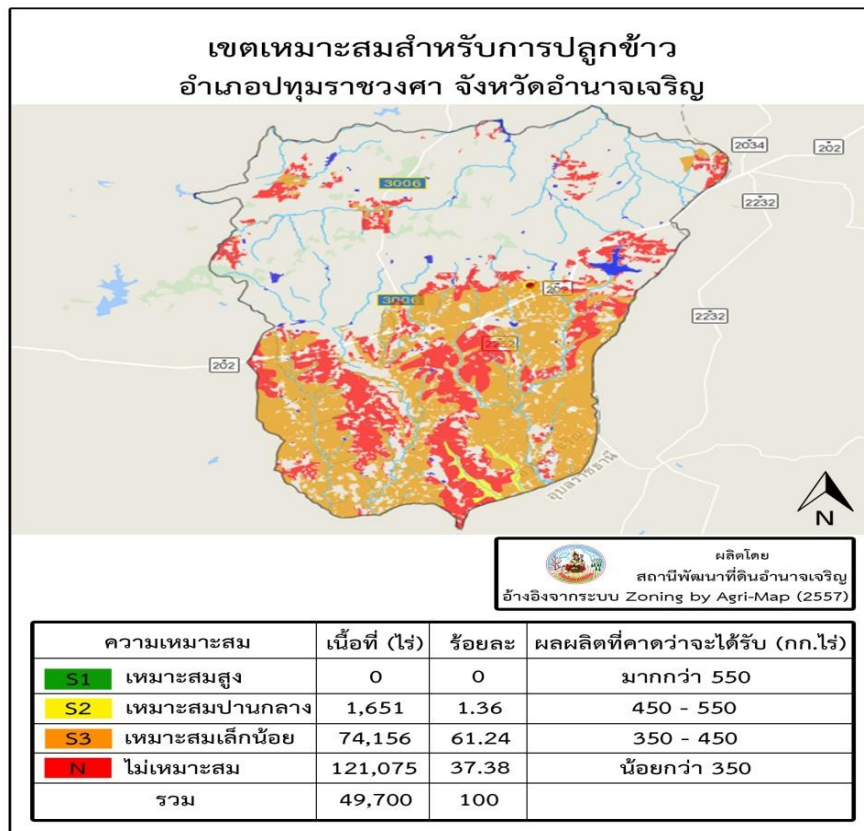 เขตเหมาะสมสำหรับการปลูกข้าว
อำเภอปทุมราชวงศา จังหวัดอำนาจเจริญ
2034
202
3006
2232
202
3006
2232
2222
202
อุบลราชธานี
N
ผลิตโดย
สถานีพัฒนาที่ดินอำนาจเจริญ
อ้างอิงจากระบบ Zoning by Agri-Map (2557)
ความเหมาะสม เนื้อที่ (ไร่) ร้อยละ ผลผลิตที่คาดว่าจะได้รับ (กก.ไร่)
S1 เหมาะสมสูง 0 0 มากกว่า 550
S2 เหมาะสมปานกลาง 1,651 1.36 450 - 550
S3 เหมาะสมเล็กน้อย 74,156 61.24 350 - 450
N ไม่เหมาะสม 121,075 37.38 น้อยกว่า 350
รวม 49,700 100